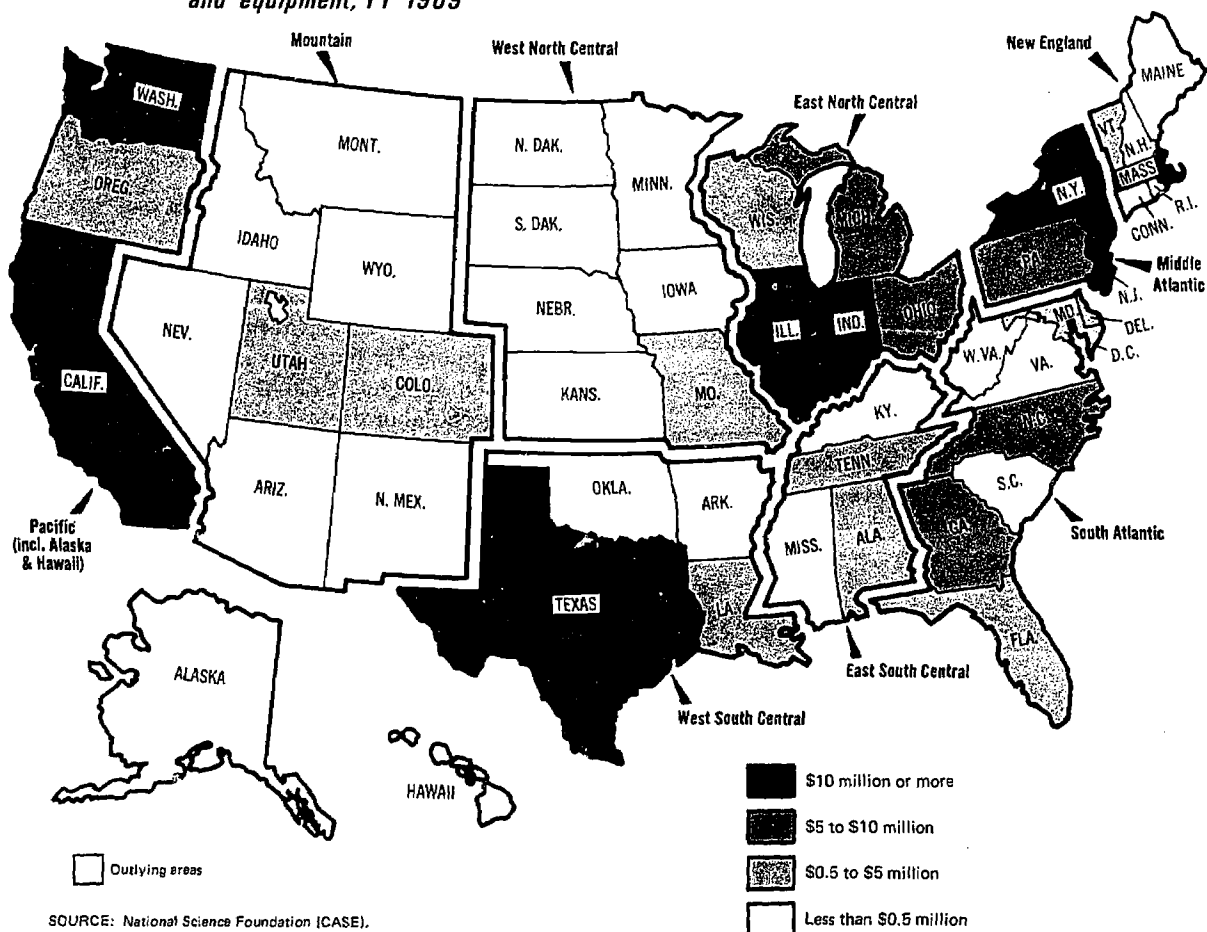 and equipment, FY 1969
Mountain
West North Central
New England
East North Central
MAINE
WASH.
MONT.
N. DAK.
MINN.
VT.
N.H.
MASS
N.Y.
R.I.
CONN.
OREG.
IDAHO
S. DAK.
WIS.
MICH.
WYO.
PA.
Middle
Atlantic
N.J.
NEBR.
IOWA
ILL.
IND.
OHIO
MD.
DEL.
D.C.
NEV.
UTAH
COLO.
W.VA.
VA.
CALIF.
KANS.
MO.
KY.
N.C.
TENN.
S.C.
ARIZ.
N. MEX.
OKLA.
ARK.
GA.
South Atlantic
Pacific
(incl. Alaska
& Hawaii)
MISS.
ALA.
TEXAS
LA.
FLA.
East South Central
West South Central
ALASKA
HAWAII
$10 million or more
$5 to $10 million
$0.5 to $5 million
Less than $0.5 million
Outlying areas
SOURCE: National Science Foundation (CASE).